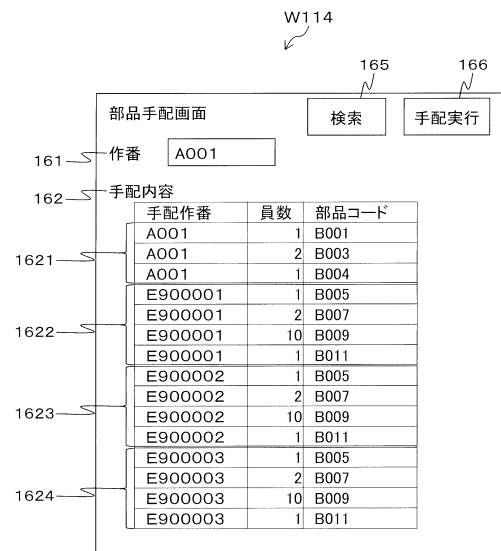 W114
165
166
部品手配画面
検索
手配実行
161
作番
A001
162
手配内容
手配作番 員数 部品コード
A001 1 B001
A001 2 B003
A001 1 B004
1621
E900001 1 B005
E900001 2 B007
E900001 10 B009
E900001 1 B011
1622
E900002 1 B005
E900002 2 B007
E900002 10 B009
E900002 1 B011
1623
E900003 1 B005
E900003 2 B007
E900003 10 B009
E900003 1 B011
1624